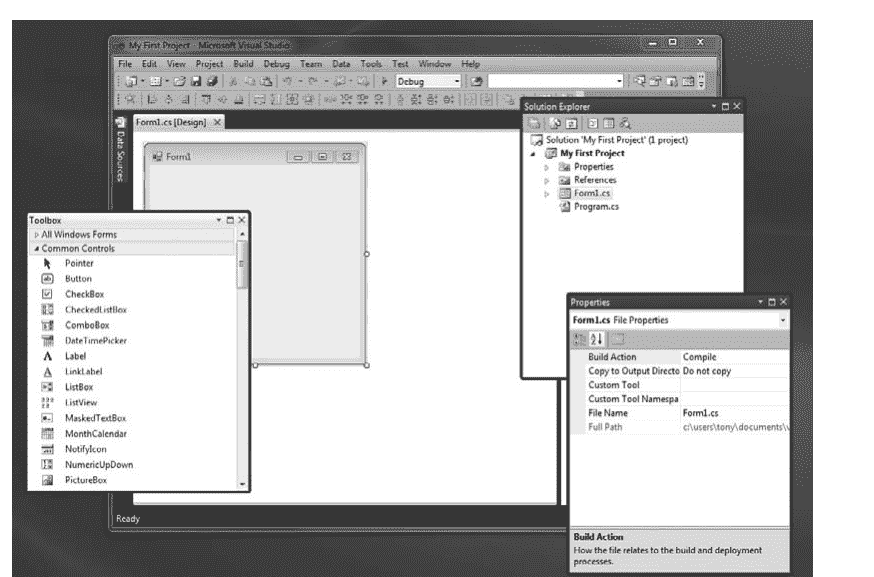 My First Project - Microsoft Visual Studio
File Edit View Project Build Debug Team Data Tools Test Window Help
Debug
Form1.cs [Design]
Data Sources
Form1
Toolbox
All Windows Forms
Common Controls
Pointer
Button
CheckBox
CheckedListBox
ComboBox
DateTimePicker
Label
LinkLabel
ListBox
ListView
MaskedTextBox
MonthCalendar
NotifyIcon
NumericUpDown
PictureBox
Ready
Solution Explorer
Solution 'My First Project' (1 project)
My First Project
Properties
References
Form1.cs
Program.cs
Properties
Form1.cs File Properties
Build Action Compile
Copy to Output Directo Do not copy
Custom Tool
Custom Tool Namespa
File Name Form1.cs
Full Path c:\users\tony\documents\v
Build Action
How the file relates to the build and deployment
processes.